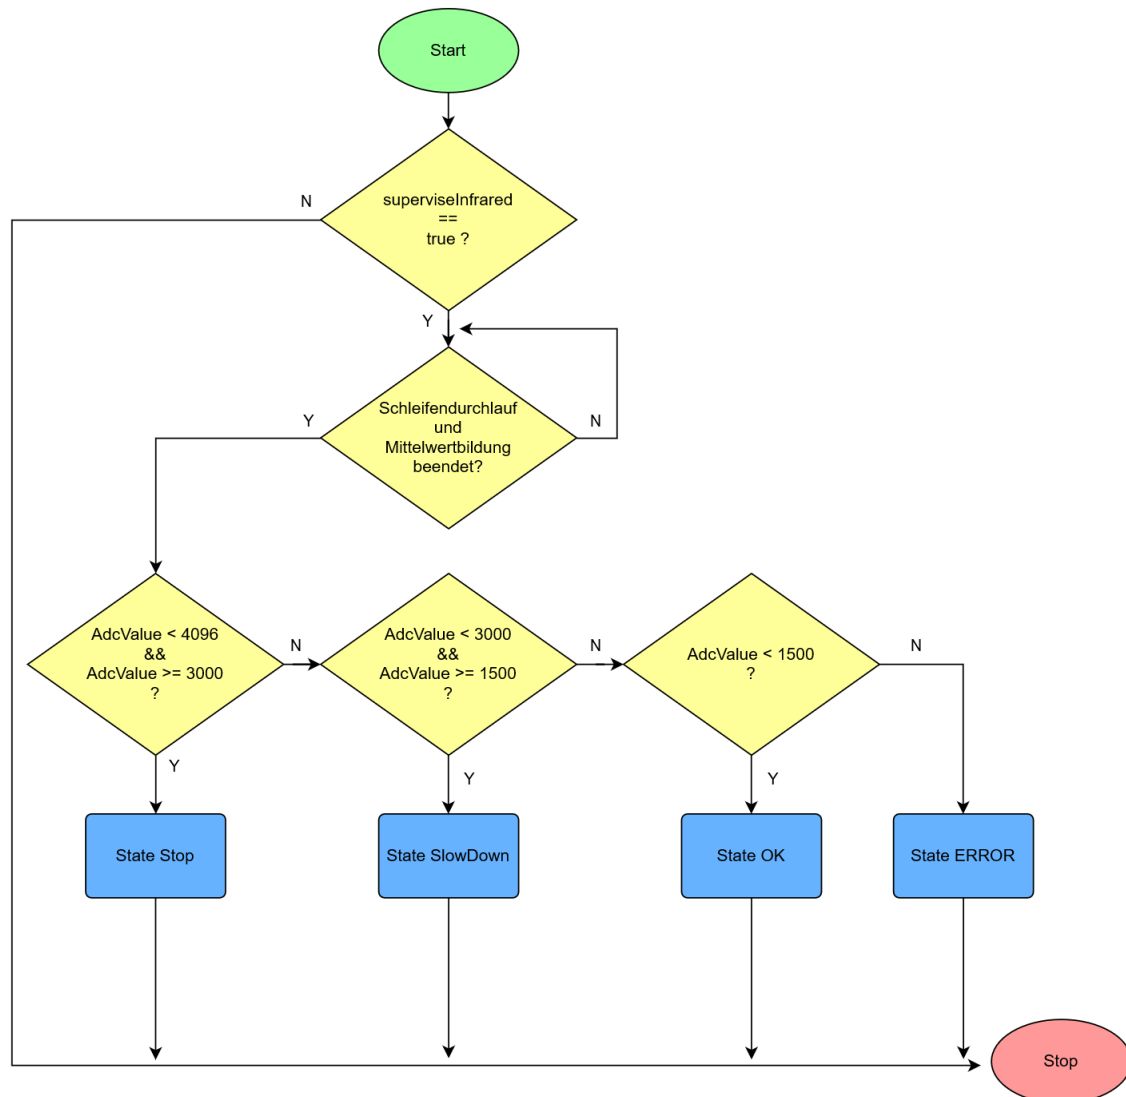 Start
superviseInfrared
==
true ?
N
Y
Schleifendurchlauf
und
Mittelwertbildung
beendet?
Y
N
AdcValue < 4096
&&
AdcValue >= 3000
?
N
AdcValue < 3000
&&
AdcValue >= 1500
?
N
AdcValue < 1500
?
N
Y
Y
Y
State Stop
State SlowDown
State OK
State ERROR
Stop